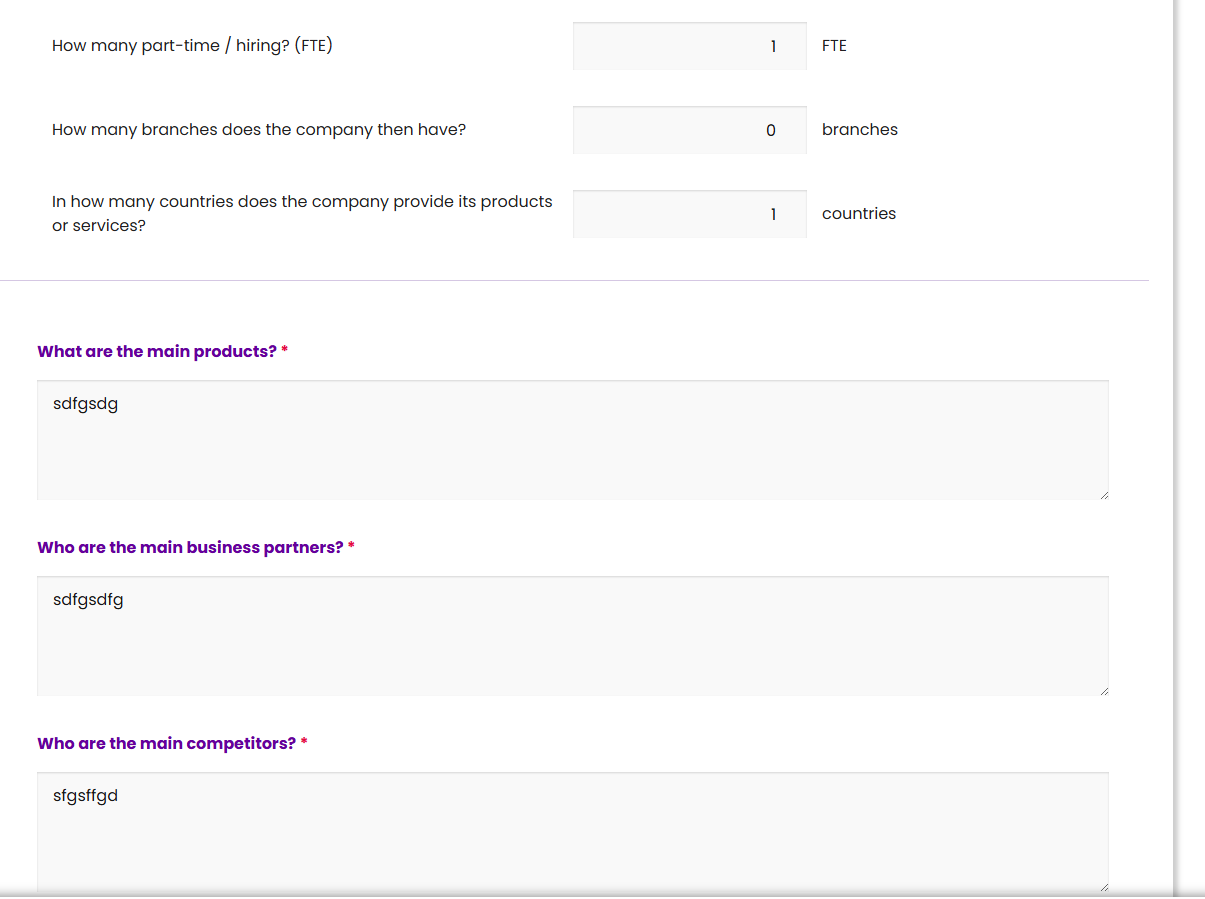 How many part-time / hiring? (FTE) 1 FTE
How many branches does the company then have? 0 branches
In how many countries does the company provide its products
or services? 1 countries
What are the main products? *
sdfgsdg
Who are the main business partners? *
sdfgsdfg
Who are the main competitors? *
sfgsffgd